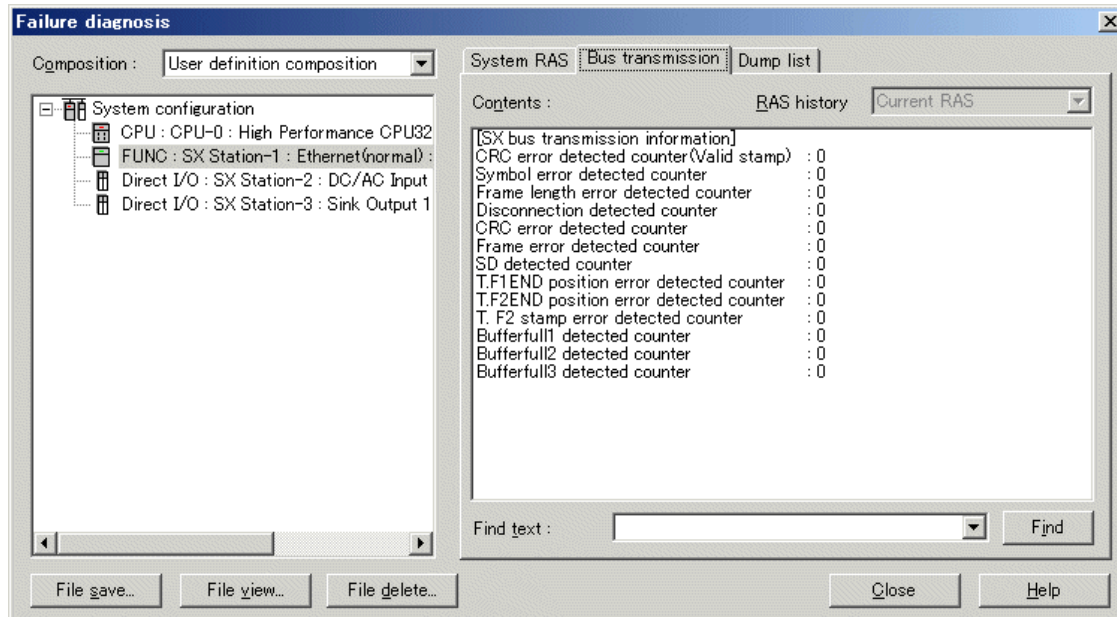 Failure diagnosis
Composition : User definition composition
System configuration
CPU : CPU-0 : High Performance CPU32
FUNC : SX Station-1 : Ethernet(normal) :
Direct I/O : SX Station-2 : DC/AC Input
Direct I/O : SX Station-3 : Sink Output 1
System RAS Bus transmission Dump list
Contents : RAS history Current RAS
[SX bus transmission information]
CRC error detected counter(Valid stamp) : 0
Symbol error detected counter : 0
Frame length error detected counter : 0
Disconnection detected counter : 0
CRC error detected counter : 0
Frame error detected counter : 0
SD detected counter : 0
T.F1END position error detected counter : 0
T.F2END position error detected counter : 0
T. F2 stamp error detected counter : 0
Bufferfull1 detected counter : 0
Bufferfull2 detected counter : 0
Bufferfull3 detected counter : 0
Find text : Find
File save... File view... File delete... Close Help